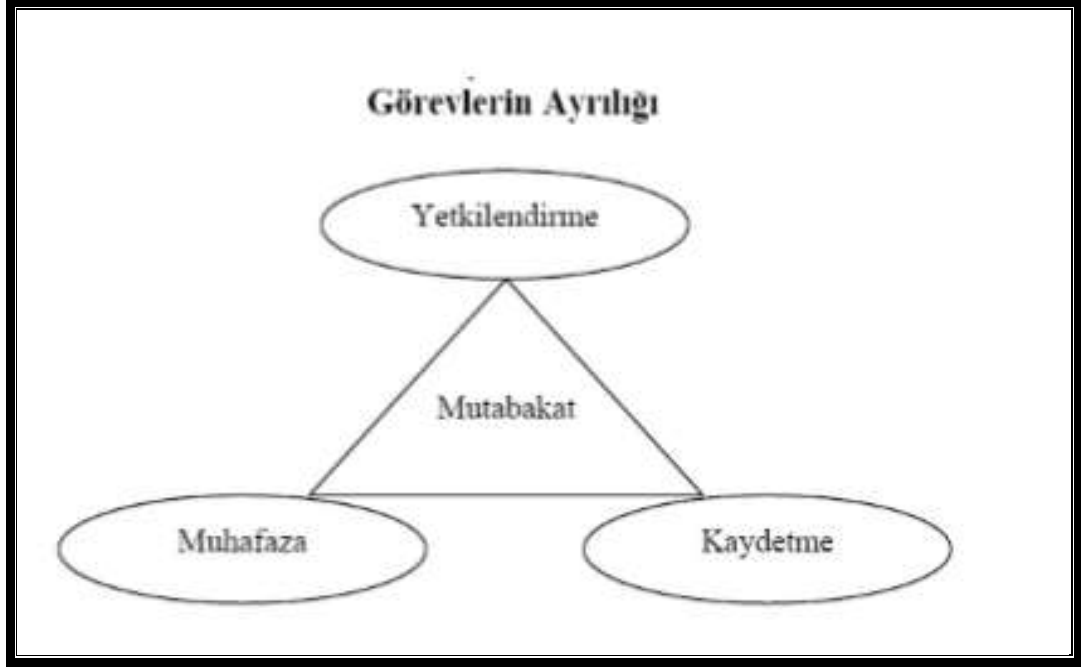 Görevlerin Ayrılığı
Yetkilendirme
Mutabakat
Muhafaza
Kaydetme